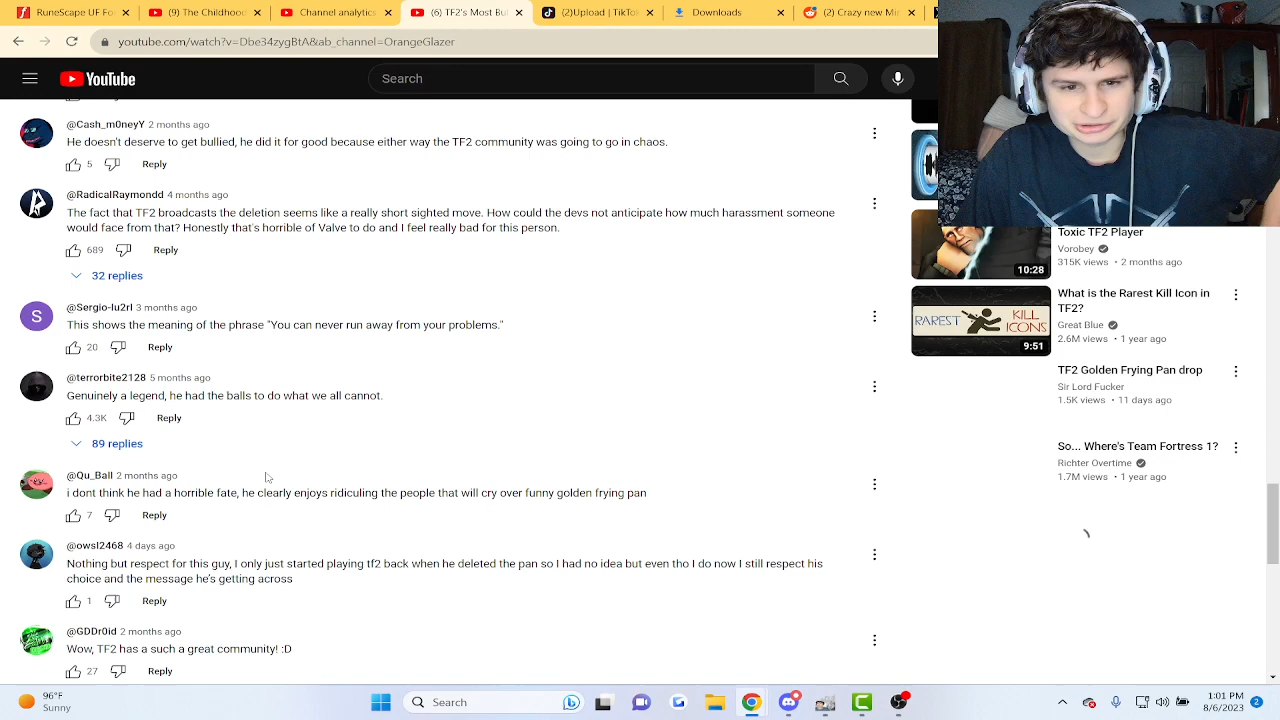 RuneScape
(6) UFO Fo
Channel anal
(6) TF2's Most Bu
(2) Upload | TikTok
Downloads
Crazy new Min
youtube.com/watch?v=Dbe34zygBtA8ab_channel=OrangeGlazer
YouTube
Search
@Cash_m0neyY 2 months ago
He doesn't deserve to get bullied, he did it for good because either way the TF2 community was going to go in chaos.
5 Reply
@RadicalRaymondd 4 months ago
The fact that TF2 broadcasts the deletion seems like a really short sighted move. How could the devs not anticipate how much harassment someone
would face from that? Honestly that's horrible of Valve to do and I feel really bad for this person.
689 Reply
32 replies
@Sergio-lu2rl 3 months ago
This shows the meaning of the phrase "You can never run away from your problems."
20 Reply
@terrorbite2128 5 months ago
Genuinely a legend, he had the balls to do what we all cannot.
4.3K Reply
89 replies
@Qu_Ball 2 months ago
i dont think he had a horrible fate, he clearly enjoys ridiculing the people that will cry over funny golden frying pan
7 Reply
@owsl2468 4 days ago
Nothing but respect for this guy, I only just started playing tf2 back when he deleted the pan so I had no idea but even tho I do now I still respect his
choice and the message he's getting across
1 Reply
@GDDr0id 2 months ago
Wow, TF2 has a such a great community! :D
27 Reply
Toxic TF2 Player
Vorobey
315K views • 2 months ago
10:28
What is the Rarest Kill Icon in
TF2?
Great Blue
2.6M views • 1 year ago
RAREST KILL ICONS
9:51
TF2 Golden Frying Pan drop
Sir Lord Fucker
1.5K views • 11 days ago
So... Where's Team Fortress 1?
Richter Overtime
1.7M views • 1 year ago
96°F
Sunny
Search
1:01 PM
8/6/2023
2